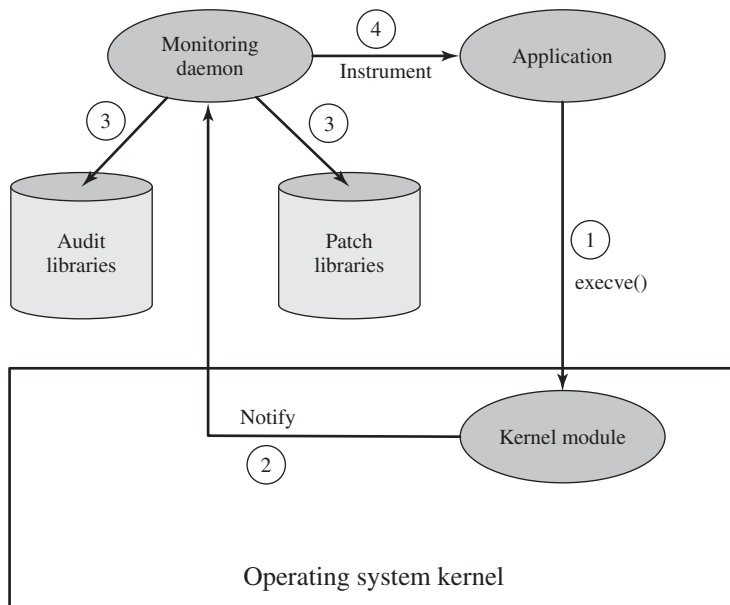 4
Monitoring
daemon
Application
Instrument
3
3
Audit
libraries
Patch
libraries
1
execve()
Notify
Kernel module
2
Operating system kernel